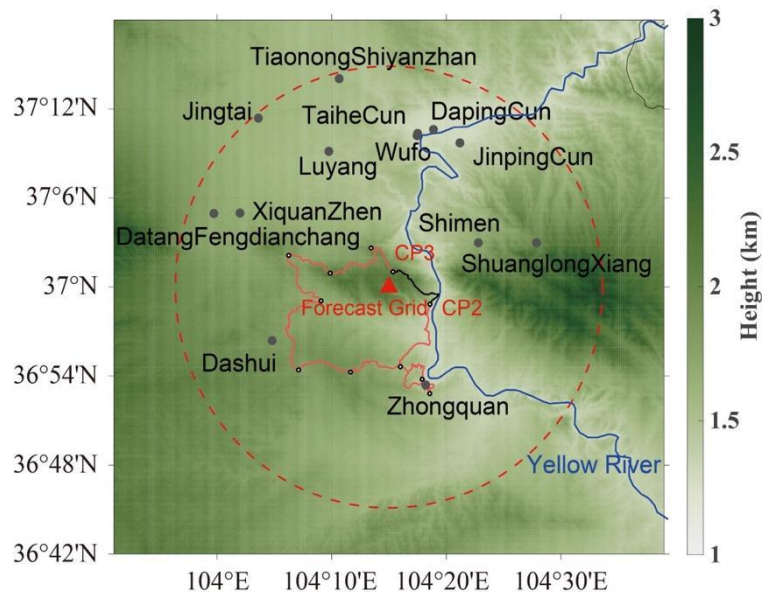 TiaonongShiyanzhan
Jingtai
TaiheCun
DapingCun
Wufo
JinpingCun
Luyang
XiquanZhen
Shimen
DatangFengdianchang
CP3
ShuanglongXiang
Forecast Grid
CP2
Dashui
Zhongquan
Yellow River
37°12'N
37°6'N
37°N
36°54'N
36°48'N
36°42'N
104°E
104°10'E
104°20'E
104°30'E
3
2.5
2
1.5
1
Height (km)